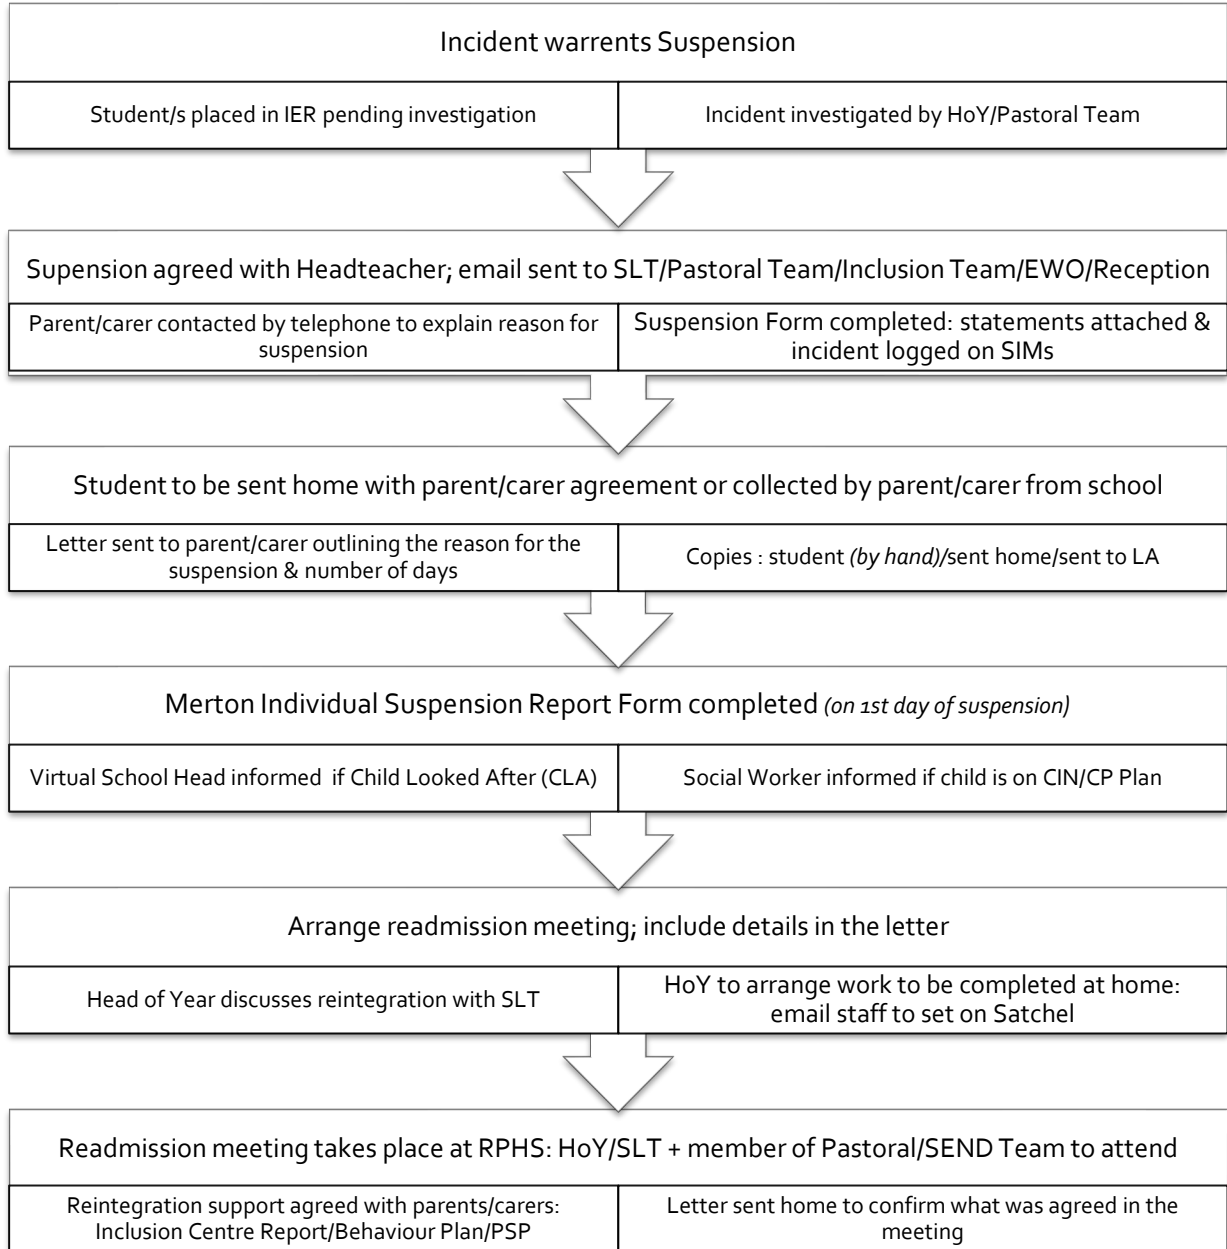 Incident warrents Suspension
Student/s placed in IER pending investigation
Incident investigated by HoY/Pastoral Team
Supension agreed with Headteacher; email sent to SLT/Pastoral Team/Inclusion Team/EWO/Reception
Parent/carer contacted by telephone to explain reason for
suspension
Suspension Form completed: statements attached &
incident logged on SIMs
Student to be sent home with parent/carer agreement or collected by parent/carer from school
Letter sent to parent/carer outlining the reason for the
suspension & number of days
Copies : student (by hand)/sent home/sent to LA
Merton Individual Suspension Report Form completed (on 1st day of suspension)
Virtual School Head informed if Child Looked After (CLA)
Social Worker informed if child is on CIN/CP Plan
Arrange readmission meeting; include details in the letter
Head of Year discusses reintegration with SLT
HoY to arrange work to be completed at home:
email staff to set on Satchel
Readmission meeting takes place at RPHS: HoY/SLT + member of Pastoral/SEND Team to attend
Reintegration support agreed with parents/carers:
Inclusion Centre Report/Behaviour Plan/PSP
Letter sent home to confirm what was agreed in the
meeting